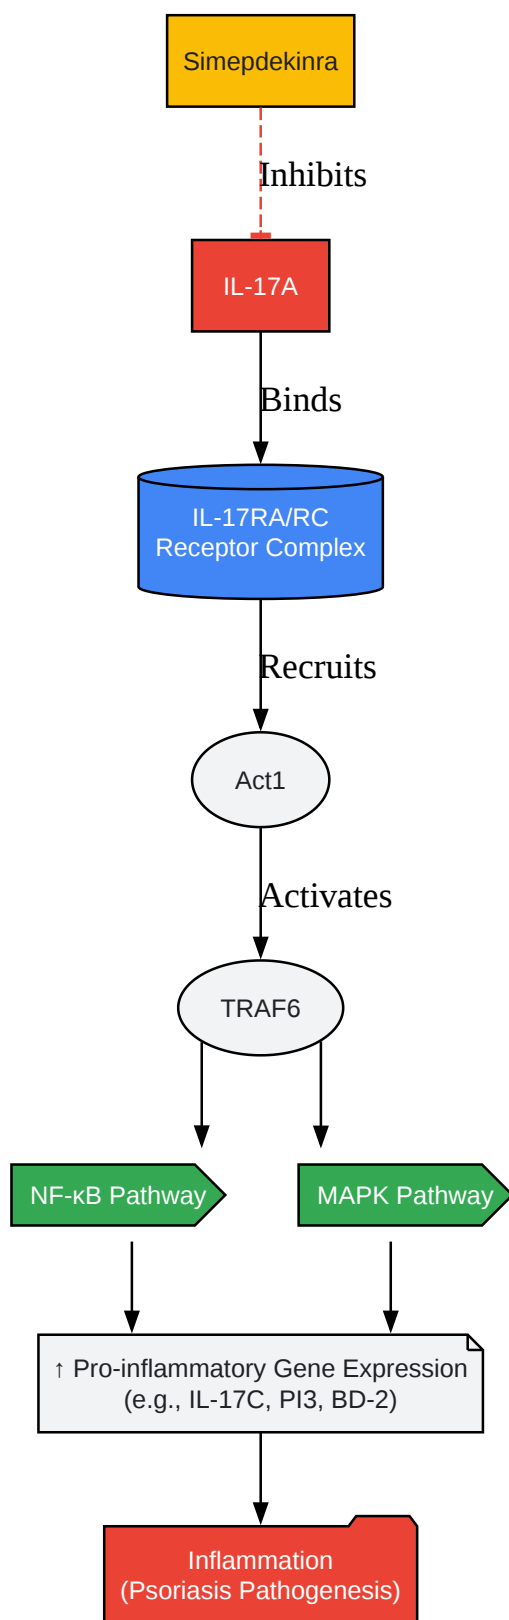 Simepdekinra
Inhibits
IL-17A
Binds
IL-17RA/RC
Receptor Complex
Recruits
Act1
Activates
TRAF6
NF-κB Pathway
MAPK Pathway
↑ Pro-inflammatory Gene Expression
(e.g., IL-17C, PI3, BD-2)
Inflammation
(Psoriasis Pathogenesis)